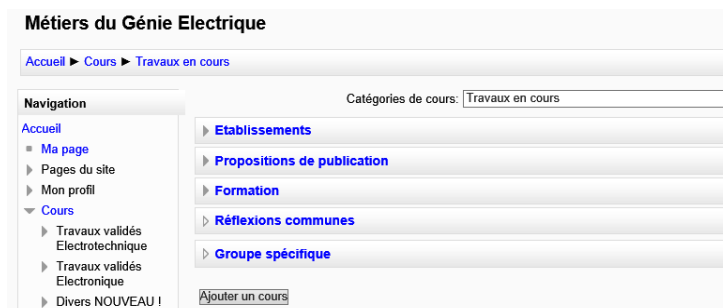 Métiers du Génie Electrique
Accueil ► Cours ► Travaux en cours
Navigation
Accueil
Ma page
Pages du site
Mon profil
Cours
Travaux validés
Electrotechnique
Travaux validés
Electronique
Divers NOUVEAU !
Catégories de cours: Travaux en cours
Etablissements
Propositions de publication
Formation
Réflexions communes
Groupe spécifique
Ajouter un cours